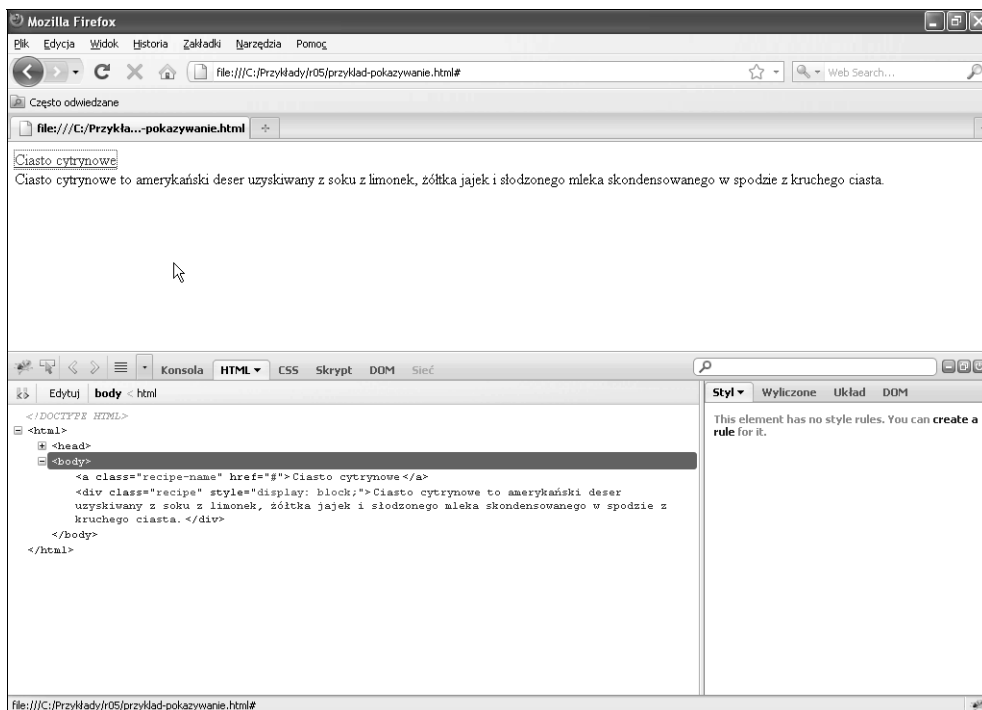 Mozilla Firefox
Plik Edycja Widok Historia Zakładki Narzędzia Pomoc
file:///C:/Przykłady/r05/przyklad-pokazywanie.html#
Web Search...
Często odwiedzane
file:///C:/Przykła...-pokazywanie.html
Ciasto cytrynowe
Ciasto cytrynowe to amerykański deser uzyskiwany z soku z limonek, żółtka jajek i słodzonego mleka skondensowanego w spodzie z kruchego ciasta.
Konsola HTML CSS Skrypt DOM Sieć
Edytuj body < html
Styl Wyliczone Układ DOM
<!DOCTYPE HTML>
<html>
<head>
<body>
<a class="recipe-name" href="#">Ciasto cytrynowe</a>
<div class="recipe" style="display: block;">Ciasto cytrynowe to amerykański deser
uzyskiwany z soku z limonek, żółtka jajek i słodzonego mleka skondensowanego w spodzie z
kruchego ciasta.</div>
</body>
</html>
This element has no style rules. You can create a
rule for it.
file:///C:/Przykłady/r05/przyklad-pokazywanie.html#